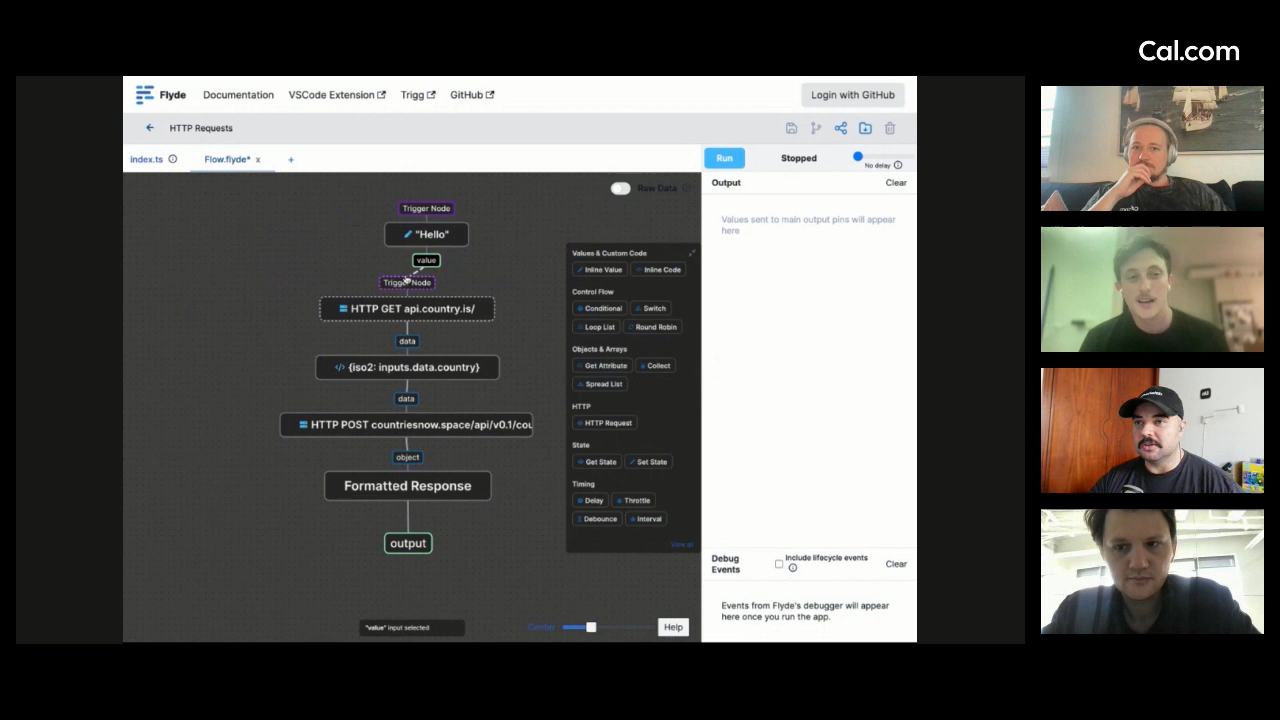 Cal.com
Flyde
Documentation
VSCode Extension
Trigg
GitHub
Login with GitHub
HTTP Requests
index.ts
Flow.flyde* x
+
Run
Stopped
No delay
Raw Data
Output
Clear
Values sent to main output pins will appear
here
Trigger Node
"Hello"
value
Trigger Node
HTTP GET api.country.is/
data
</> {iso2: inputs.data.country}
data
HTTP POST countriesnow.space/api/v0.1/cou
object
Formatted Response
output
Values & Custom Code
Inline Value
Inline Code
Control Flow
Conditional
Switch
Loop List
Round Robin
Objects & Arrays
Get Attribute
Collect
Spread List
HTTP
HTTP Request
State
Get State
Set State
Timing
Delay
Throttle
Debounce
Interval
View all
Debug
Events
Include lifecycle events
Clear
Events from Flyde's debugger will appear
here once you run the app.
"value" input selected
Center
Help